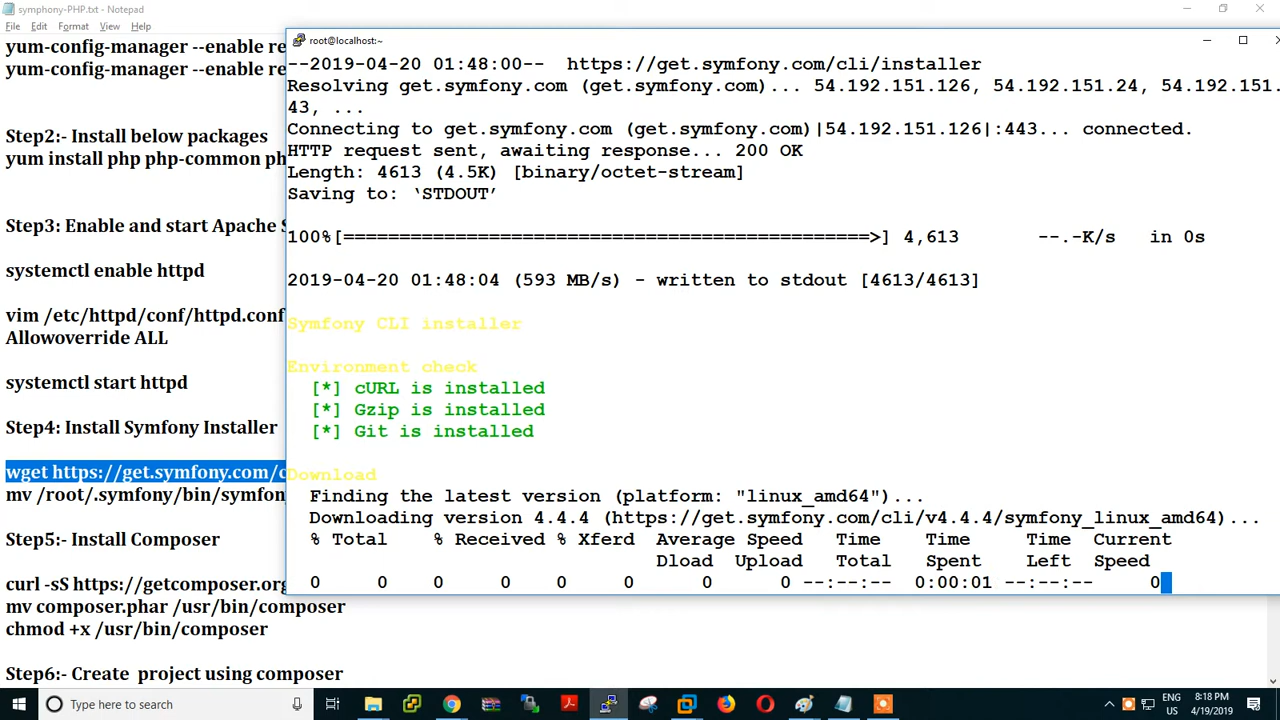 symphony-PHP.txt - Notepad
File Edit Format View Help
yum-config-manager --enable re
yum-config-manager --enable re
Step2:- Install below packages
yum install php php-common ph
Step3: Enable and start Apache S
systemctl enable httpd
vim /etc/httpd/conf/httpd.conf
Allowoverride ALL
systemctl start httpd
Step4: Install Symfony Installer
wget https://get.symfony.com/c
mv /root/.symfony/bin/symfony
Step5:- Install Composer
curl -sS https://getcomposer.org
mv composer.phar /usr/bin/composer
chmod +x /usr/bin/composer
Step6:- Create project using composer
root@localhost:~
--2019-04-20 01:48:00-- https://get.symfony.com/cli/installer
Resolving get.symfony.com (get.symfony.com)... 54.192.151.126, 54.192.151.24, 54.192.151.
43, ...
Connecting to get.symfony.com (get.symfony.com)|54.192.151.126|:443... connected.
HTTP request sent, awaiting response... 200 OK
Length: 4613 (4.5K) [binary/octet-stream]
Saving to: ‘STDOUT’
100%[===============================================>] 4,613 --.-K/s in 0s
2019-04-20 01:48:04 (593 MB/s) - written to stdout [4613/4613]
Symfony CLI installer
Environment check
[*] cURL is installed
[*] Gzip is installed
[*] Git is installed
Download
Finding the latest version (platform: "linux_amd64")...
Downloading version 4.4.4 (https://get.symfony.com/cli/v4.4.4/symfony_linux_amd64)...
% Total % Received % Xferd Average Speed Time Time Time Current
Dload Upload Total Spent Left Speed
0 0 0 0 0 0 0 0 --:--:-- 0:00:01 --:--:-- 0
Type here to search
ENG
US
8:18 PM
4/19/2019